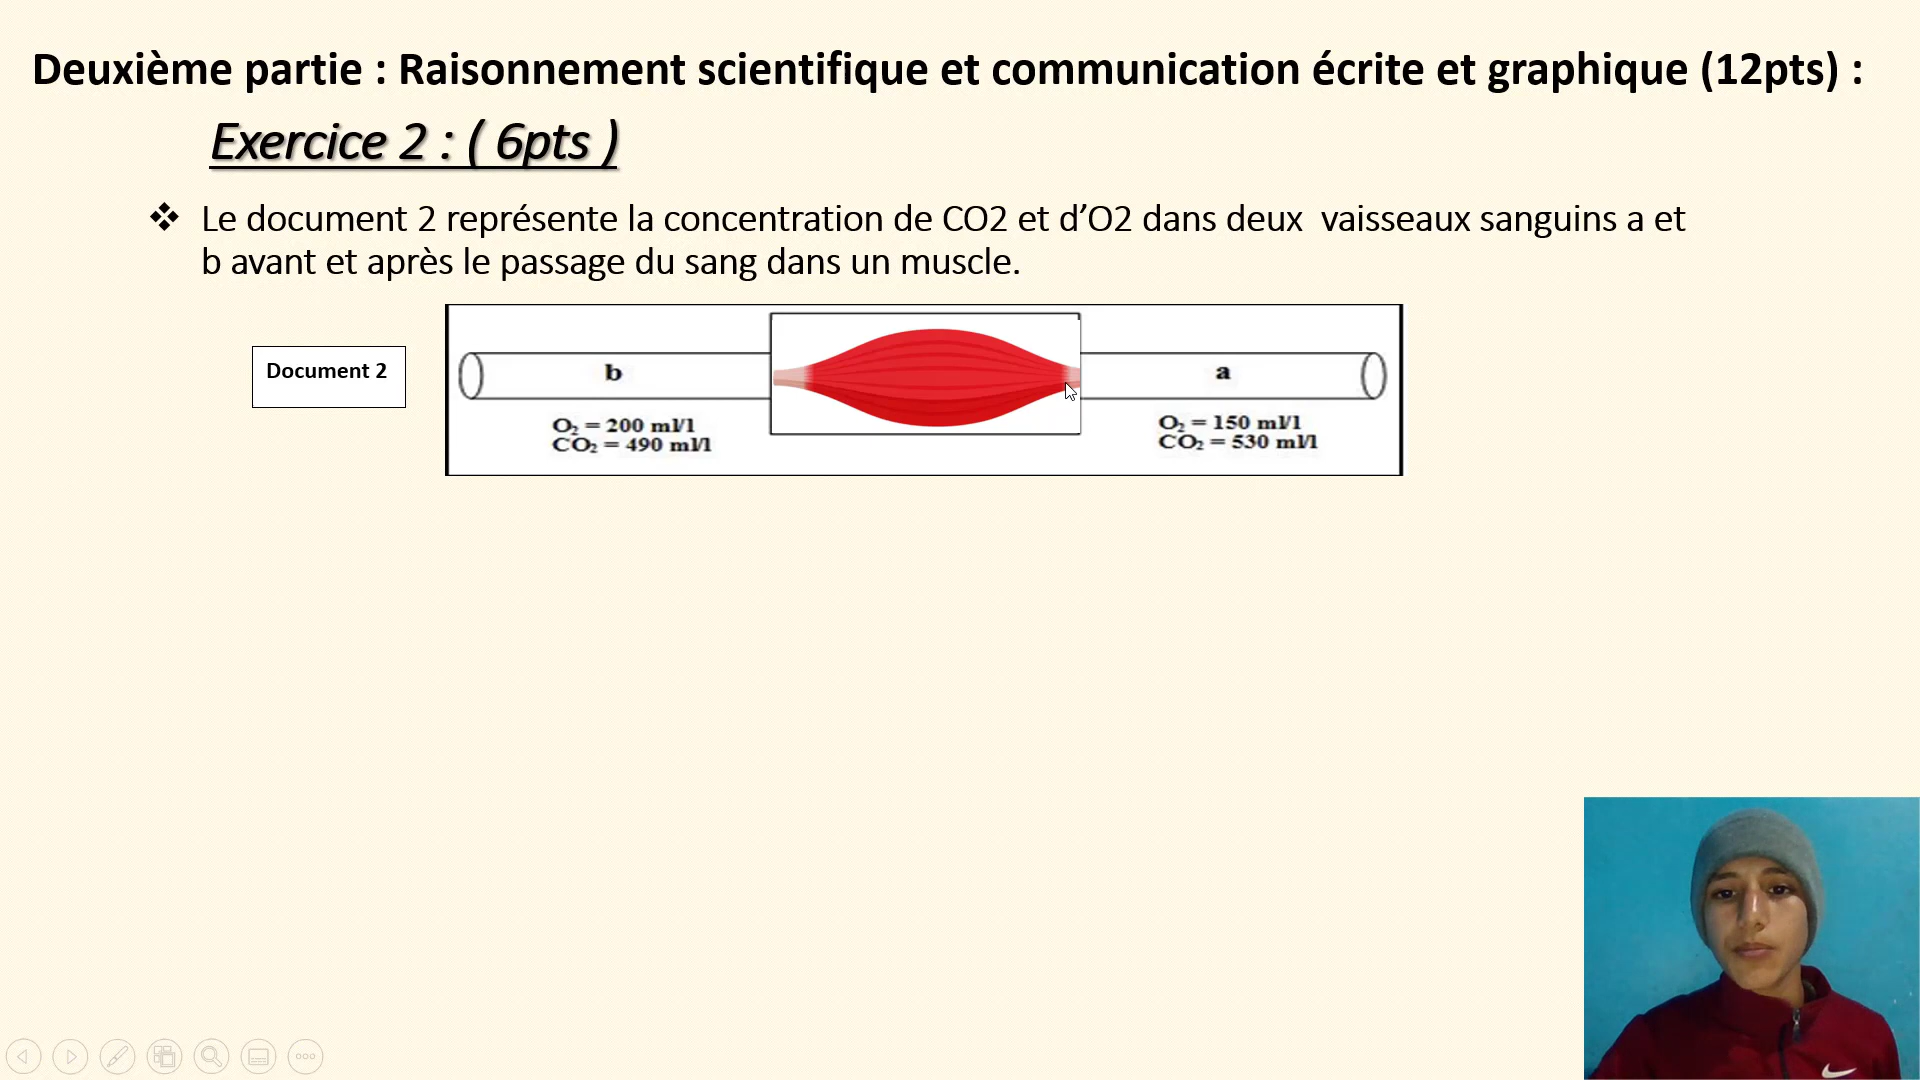 Deuxième partie : Raisonnement scientifique et communication écrite et graphique (12pts) :
Exercice 2 : ( 6pts )
❖ Le document 2 représente la concentration de CO2 et d’O2 dans deux  vaisseaux sanguins a et
b avant et après le passage du sang dans un muscle.
Document 2
b
a
O₂ = 200 ml/l
CO₂ = 490 ml/l
O₂ = 150 ml/l
CO₂ = 530 ml/l